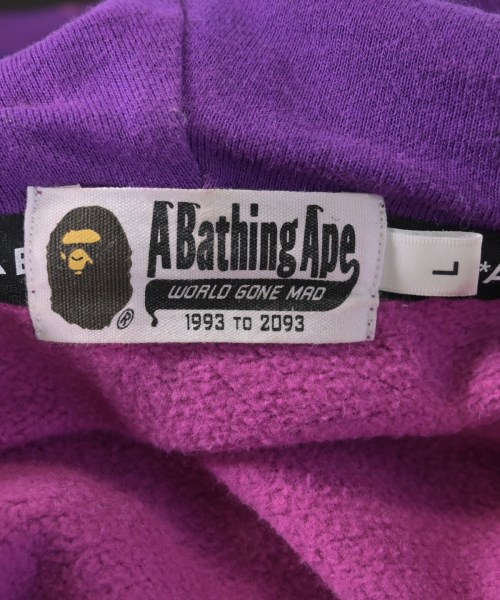 A Bathing Ape
WORLD GONE MAD
1993 TO 2093
®
L